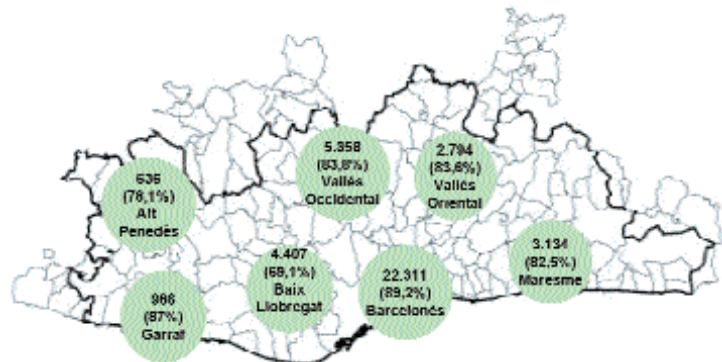 5.358
(83,8%)
Vallès
Occidental
2.794
(83,6%)
Vallès
Oriental
636
(76,1%)
Alt
Penedès
4.407
(69,1%)
Baix
Llobregat
22.311
(89,2%)
Barcelonès
3.134
(82,5%)
Maresme
986
(87%)
Garraf